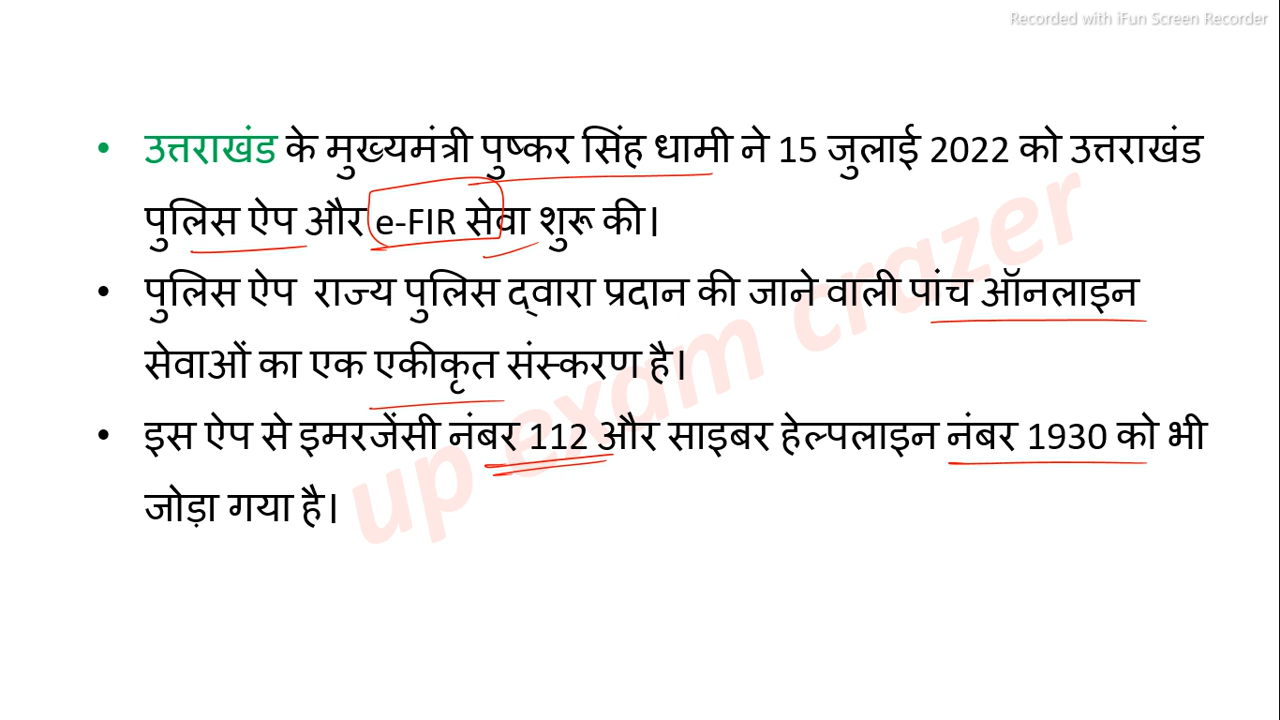 Recorded with iFun Screen Recorder
• उत्तराखंड के मुख्यमंत्री पुष्कर सिंह धामी ने 15 जुलाई 2022 को उत्तराखंड
पुलिस ऐप और e-FIR सेवा शुरू की।
• पुलिस ऐप राज्य पुलिस द्वारा प्रदान की जाने वाली पांच ऑनलाइन
सेवाओं का एक एकीकृत संस्करण है।
• इस ऐप से इमरजेंसी नंबर 112 और साइबर हेल्पलाइन नंबर 1930 को भी
जोड़ा गया है।
up exam crazer